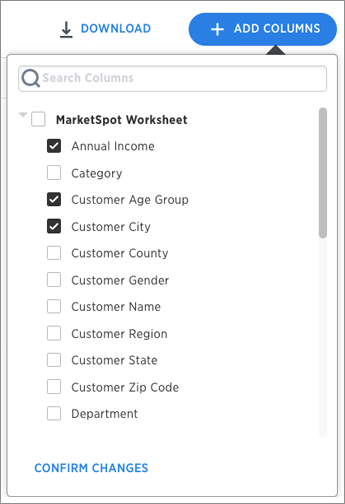 DOWNLOAD
+ ADD COLUMNS
Search Columns
MarketSpot Worksheet
Annual Income
Category
Customer Age Group
Customer City
Customer County
Customer Gender
Customer Name
Customer Region
Customer State
Customer Zip Code
Department
CONFIRM CHANGES